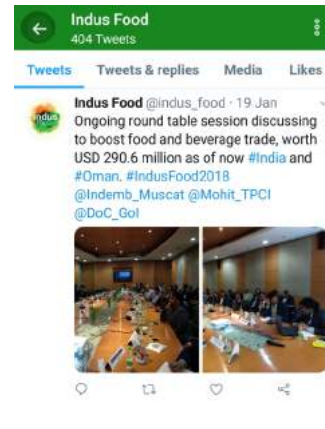 Indus Food
404 Tweets
Tweets Tweets & replies Media Likes
Indus Food @indus_food · 19 Jan
indus
Ongoing round table session discussing
to boost food and beverage trade, worth
USD 290.6 million as of now #India and
#Oman. #IndusFood2018
@Indemb_Muscat @Mohit_TPCI
@DoC_GoI